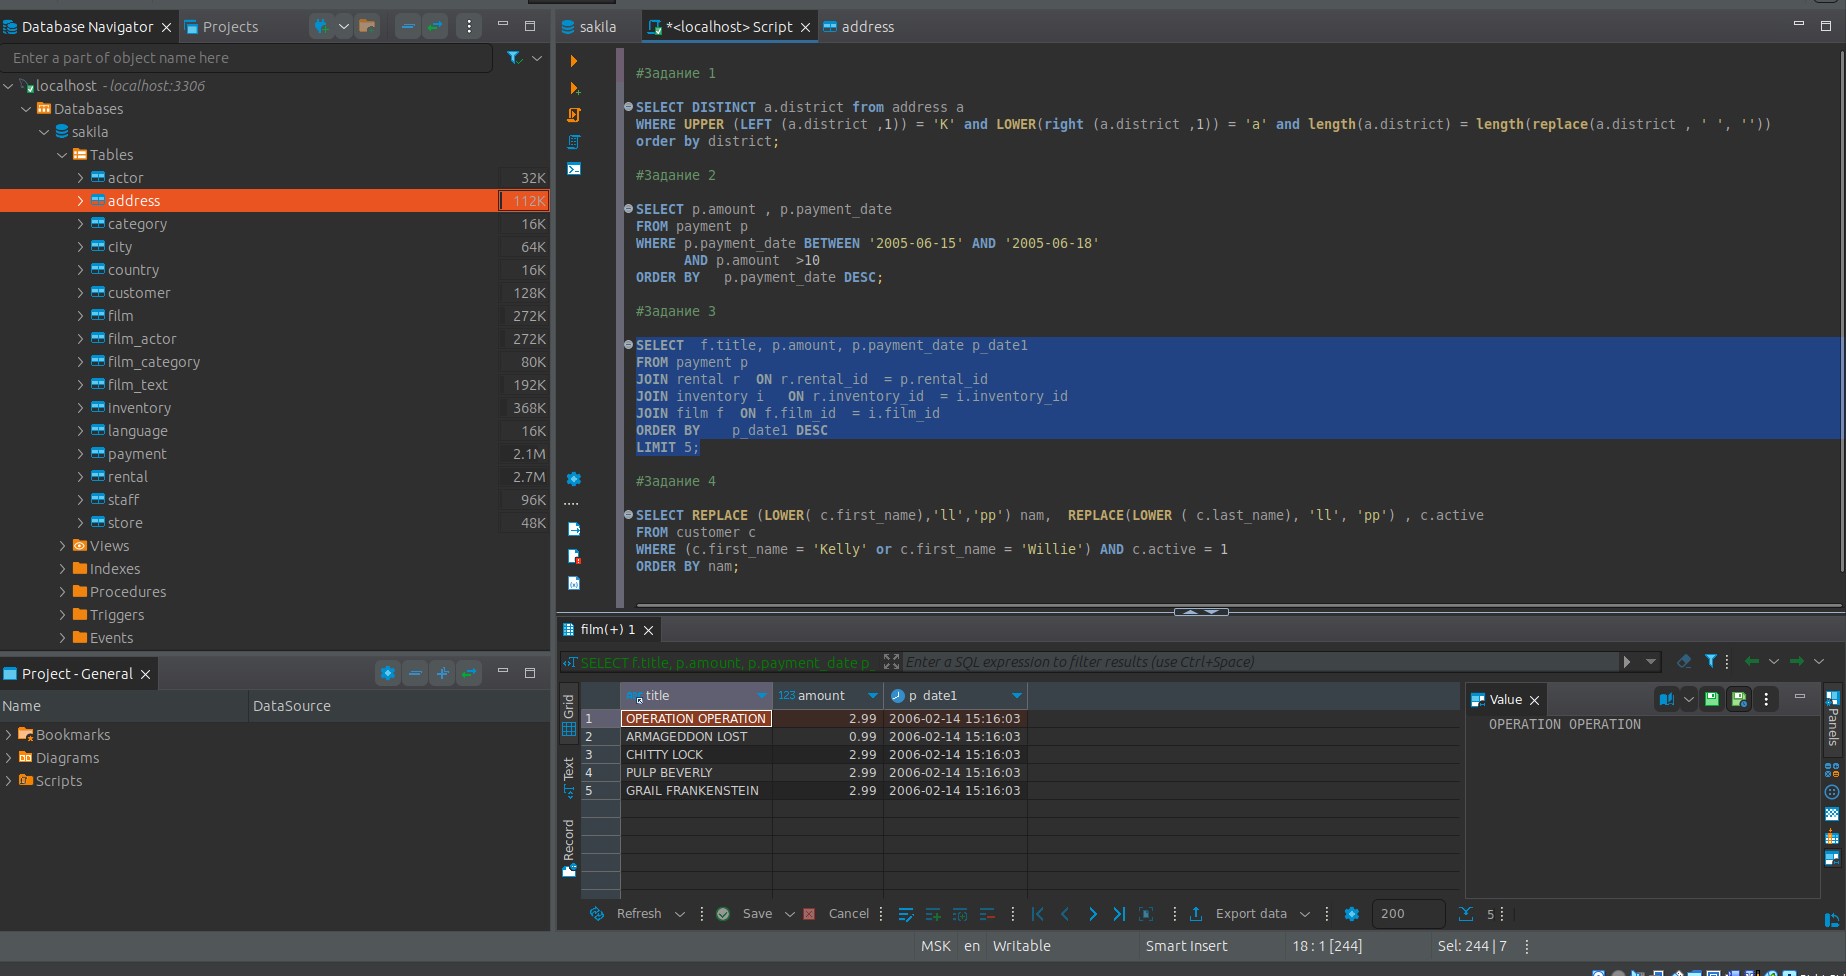 Database Navigator
Projects
Enter a part of object name here
localhost - localhost:3306
Databases
sakila
Tables
actor 32K
address 112K
category 16K
city 64K
country 16K
customer 128K
film 272K
film_actor 272K
film_category 80K
film_text 192K
inventory 368K
language 16K
payment 2.1M
rental 2.7M
staff 96K
store 48K
Views
Indexes
Procedures
Triggers
Events
Project - General
Name DataSource
Bookmarks
Diagrams
Scripts
sakila
*<localhost> Script
address
#Задание 1
SELECT DISTINCT a.district from address a
WHERE UPPER (LEFT (a.district ,1)) = 'K' and LOWER(right (a.district ,1)) = 'a' and length(a.district) = length(replace(a.district , ' ', ''))
order by district;
#Задание 2
SELECT p.amount , p.payment_date
FROM payment p
WHERE p.payment_date BETWEEN '2005-06-15' AND '2005-06-18'
AND p.amount >10
ORDER BY p.payment_date DESC;
#Задание 3
SELECT f.title, p.amount, p.payment_date p_date1
FROM payment p
JOIN rental r ON r.rental_id = p.rental_id
JOIN inventory i ON r.inventory_id = i.inventory_id
JOIN film f ON f.film_id = i.film_id
ORDER BY p_date1 DESC
LIMIT 5;
#Задание 4
SELECT REPLACE (LOWER( c.first_name),'ll','pp') nam, REPLACE(LOWER ( c.last_name), 'll', 'pp') , c.active
FROM customer c
WHERE (c.first_name = 'Kelly' or c.first_name = 'Willie') AND c.active = 1
ORDER BY nam;
film(+) 1
SELECT f.title, p.amount, p.payment_date p_
Enter a SQL expression to filter results (use Ctrl+Space)
Grid
Text
Record
title 123 amount p_date1
1 OPERATION OPERATION 2.99 2006-02-14 15:16:03
2 ARMAGEDDON LOST 0.99 2006-02-14 15:16:03
3 CHITTY LOCK 2.99 2006-02-14 15:16:03
4 PULP BEVERLY 2.99 2006-02-14 15:16:03
5 GRAIL FRANKENSTEIN 2.99 2006-02-14 15:16:03
Value
OPERATION OPERATION
Panels
Refresh Save Cancel Export data 200 5
MSK en Writable Smart Insert 18 : 1 [244] Sel: 244 | 7